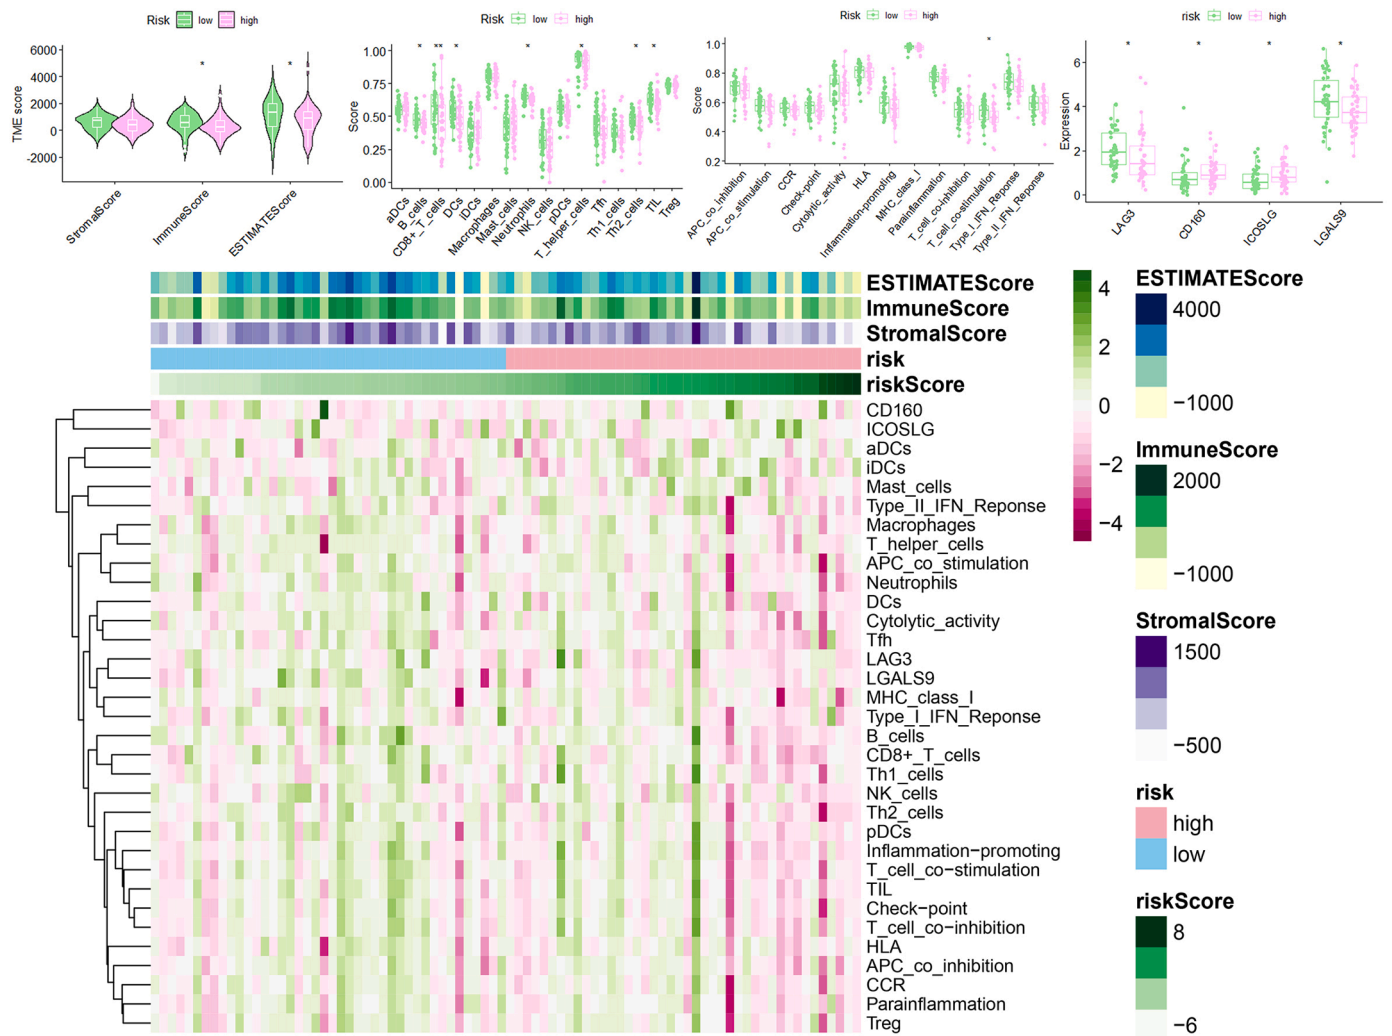 Risk low high
TME score
6000
4000
2000
0
-2000
StromalScore
ImmuneScore
ESTIMATEScore
* *
Risk low high
Score
1.00
0.75
0.50
0.25
0.00
* ** * * * * *
aDCs
B_cells
CD8+_T_cells
DCs
iDCs
Macrophages
Mast_cells
Neutrophils
NK_cells
pDCs
T_helper_cells
Tfh
Th1_cells
Th2_cells
TIL
Treg
Risk low high
Score
1.0
0.8
0.6
0.4
0.2
*
APC_co_inhibition
APC_co_stimulation
CCR
Check-point
Cytolytic_activity
HLA
Inflammation-promoting
MHC_class_I
Parainflammation
T_cell_co-inhibition
T_cell_co-stimulation
Type_I_IFN_Reponse
Type_II_IFN_Reponse
risk low high
Expression
6
4
2
0
* * * *
LAG3
CD160
ICOSLG
LGALS9
ESTIMATEScore
ImmuneScore
StromalScore
risk
riskScore
CD160
ICOSLG
aDCs
iDCs
Mast_cells
Type_II_IFN_Reponse
Macrophages
T_helper_cells
APC_co_stimulation
Neutrophils
DCs
Cytolytic_activity
Tfh
LAG3
LGALS9
MHC_class_I
Type_I_IFN_Reponse
B_cells
CD8+_T_cells
Th1_cells
NK_cells
Th2_cells
pDCs
Inflammation−promoting
T_cell_co−stimulation
TIL
Check−point
T_cell_co−inhibition
HLA
APC_co_inhibition
CCR
Parainflammation
Treg
4
2
0
−2
−4
ESTIMATEScore
4000
−1000
ImmuneScore
2000
−1000
StromalScore
1500
−500
risk
high
low
riskScore
8
−6